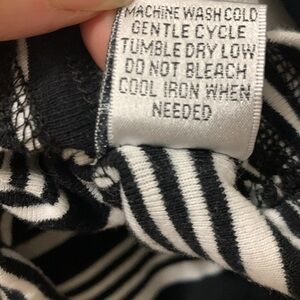 MACHINE WASH COLD
GENTLE CYCLE
TUMBLE DRY LOW
DO NOT BLEACH
COOL IRON WHEN
NEEDED